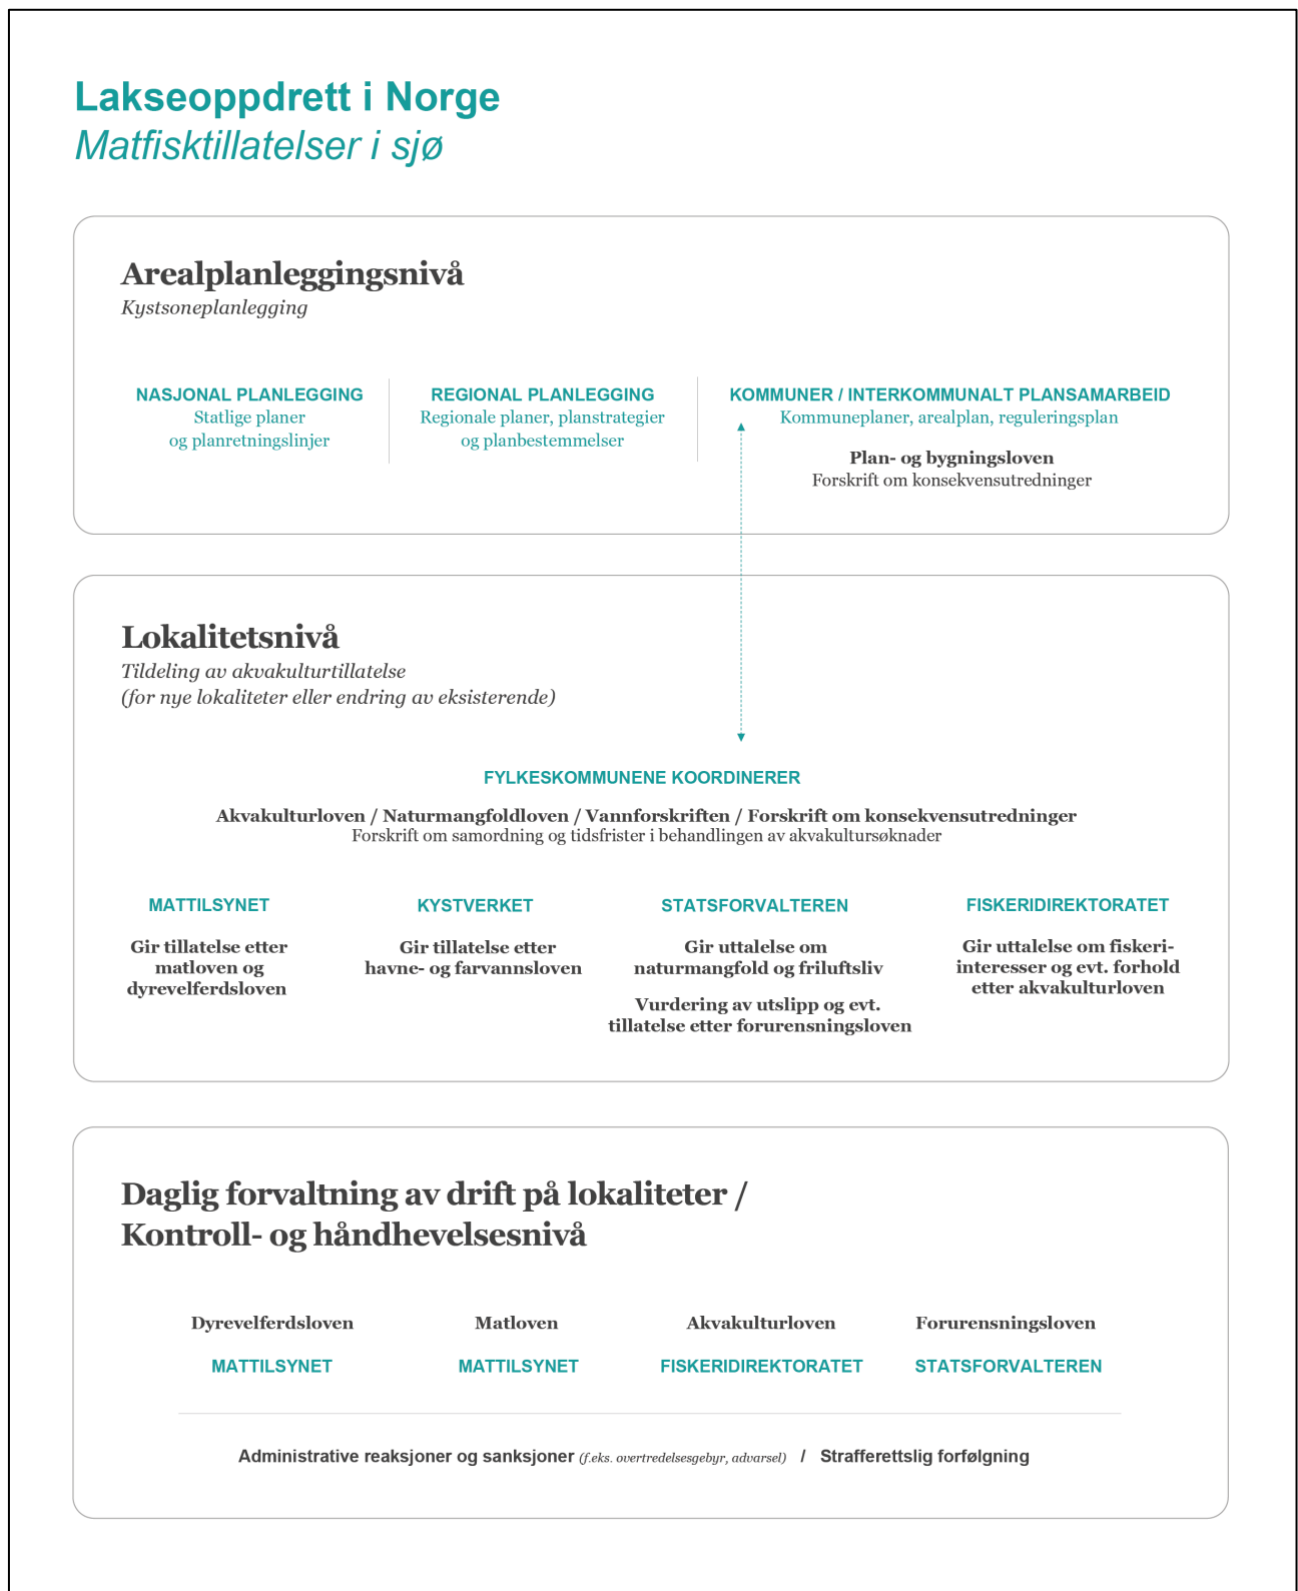 Lakseoppdrett i Norge
Matfisktillatelser i sjø
Arealplanleggingsnivå
Kystsoneplanlegging
NASJONAL PLANLEGGING
Statlige planer
og planretningslinjer
REGIONAL PLANLEGGING
Regionale planer, planstrategier
og planbestemmelser
KOMMUNER / INTERKOMMUNALT PLANSAMARBEID
Kommuneplaner, arealplan, reguleringsplan
Plan- og bygningsloven
Forskrift om konsekvensutredninger
Lokalitetsnivå
Tildeling av akvakulturtillatelse
(for nye lokaliteter eller endring av eksisterende)
FYLKESKOMMUNENE KOORDINERER
Akvakulturloven / Naturmangfoldloven / Vannforskriften / Forskrift om konsekvensutredninger
Forskrift om samordning og tidsfrister i behandlingen av akvakultursøknader
MATTILSYNET
Gir tillatelse etter
matloven og
dyrevelferdsloven
KYSTVERKET
Gir tillatelse etter
havne- og farvannsloven
STATSFORVALTEREN
Gir uttalelse om
naturmangfold og friluftsliv
Vurdering av utslipp og evt.
tillatelse etter forurensningsloven
FISKERIDIREKTORATET
Gir uttalelse om fiskeri-
interesser og evt. forhold
etter akvakulturloven
Daglig forvaltning av drift på lokaliteter /
Kontroll- og håndhevelsesnivå
Dyrevelferdsloven
MATTILSYNET
Matloven
MATTILSYNET
Akvakulturloven
FISKERIDIREKTORATET
Forurensningsloven
STATSFORVALTEREN
Administrative reaksjoner og sanksjoner (f.eks. overtredelsesgebyr, advarsel) / Strafferettslig forfølgning